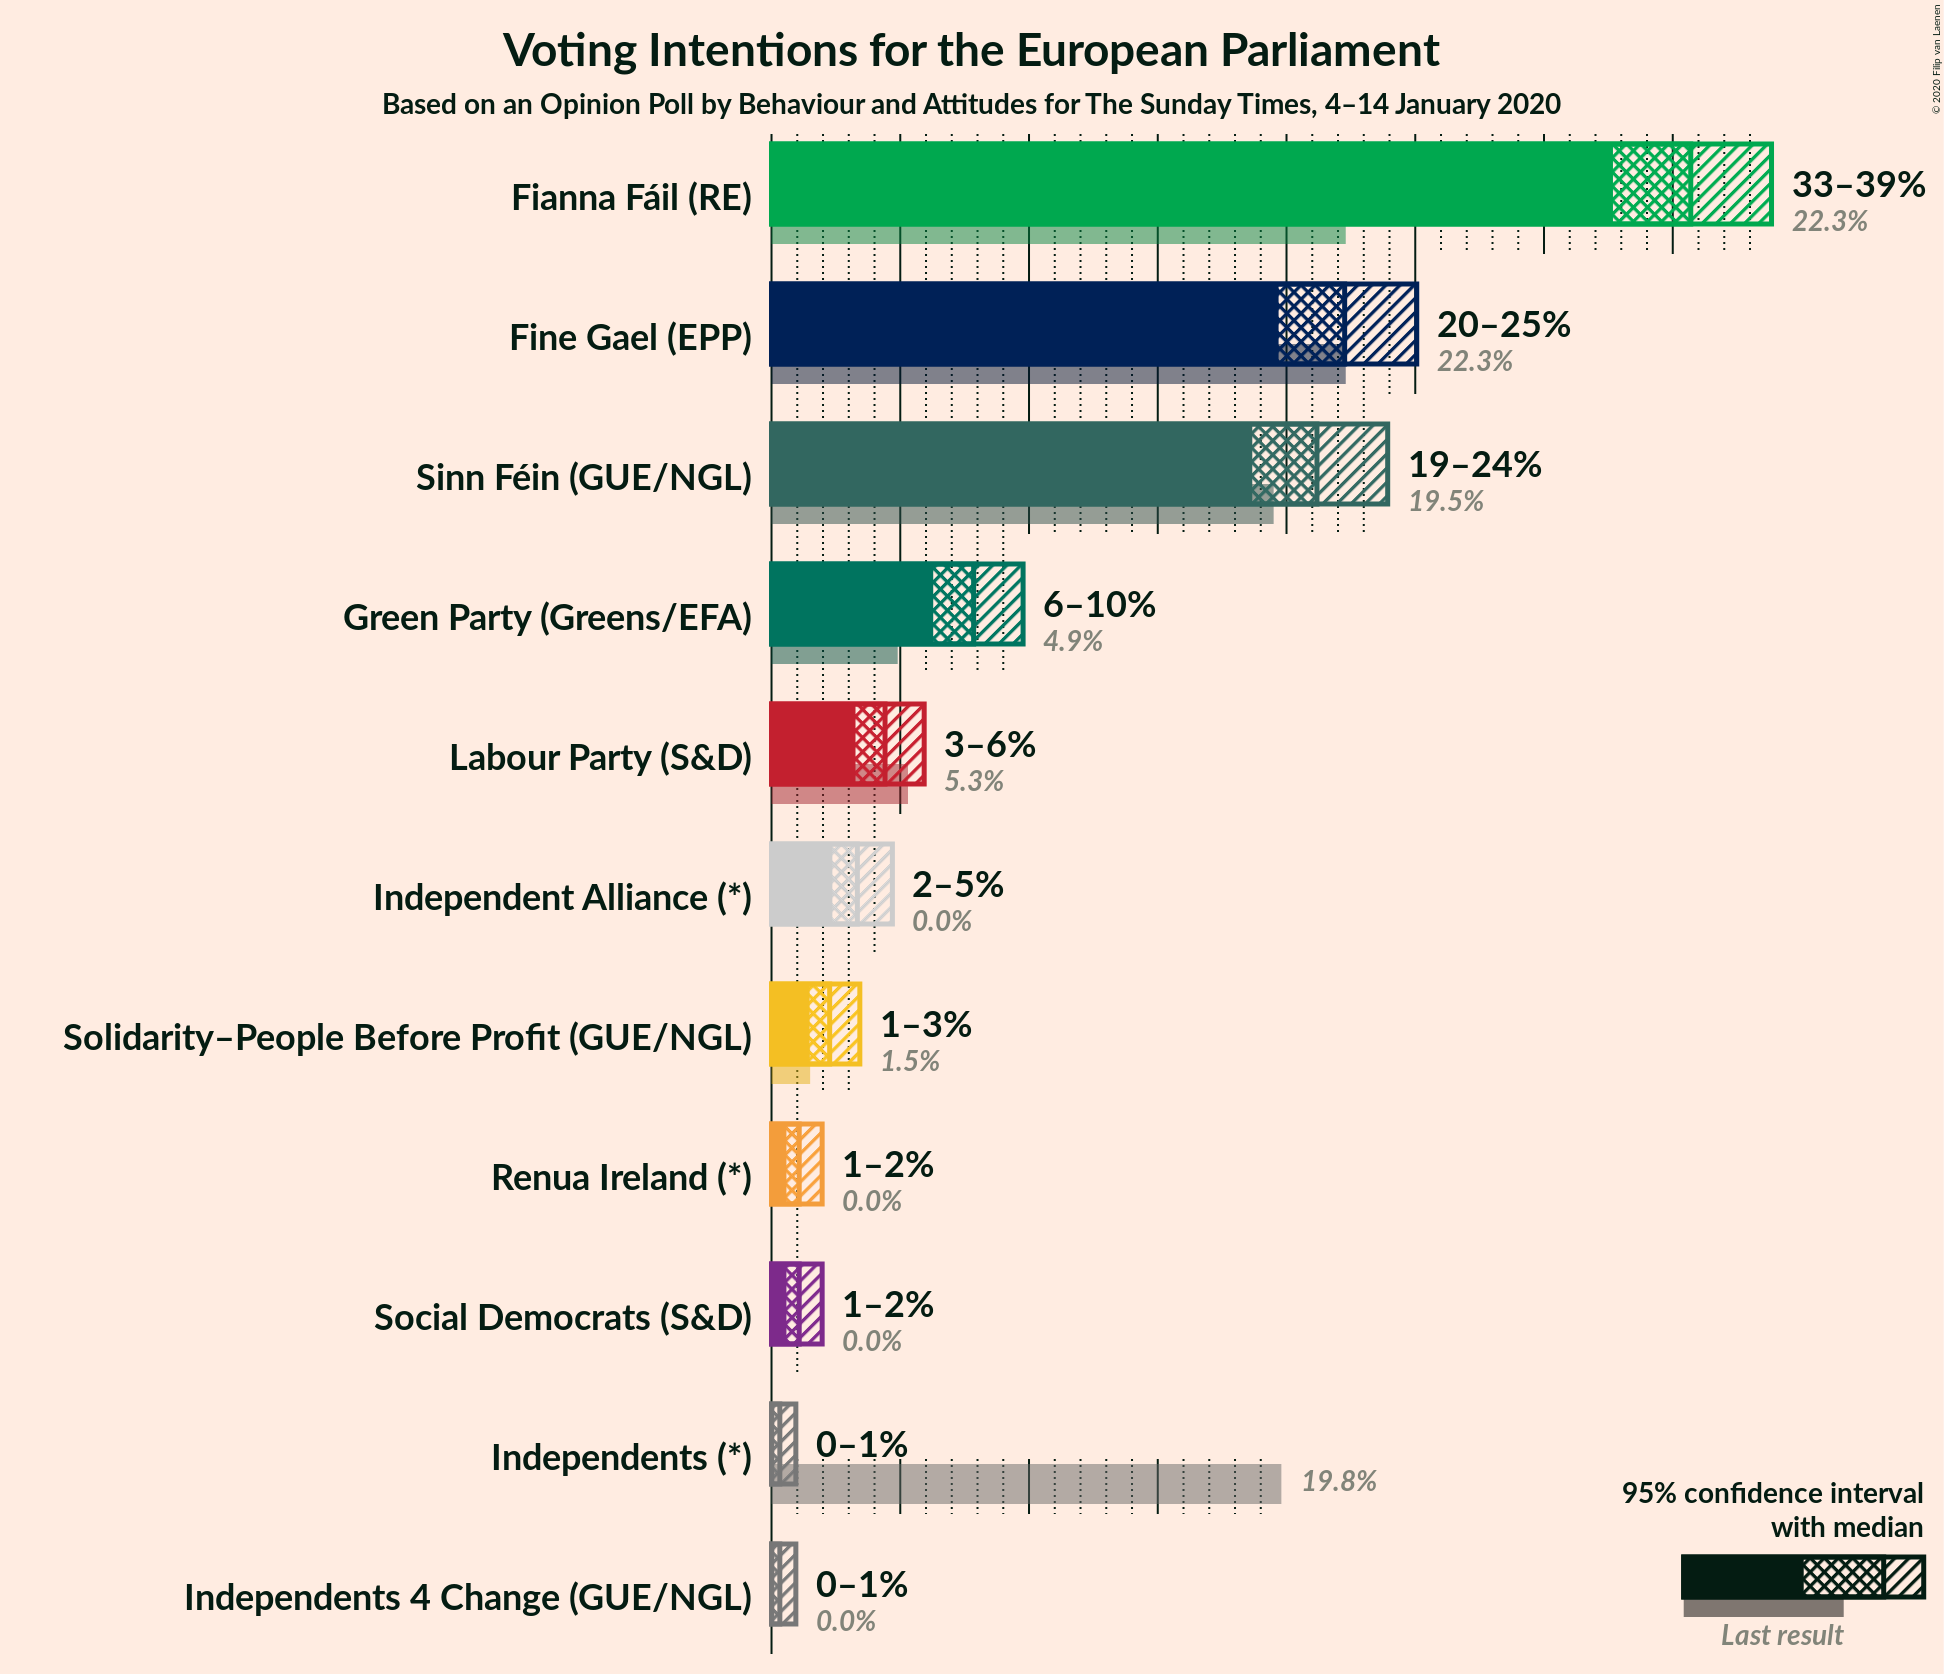 Voting Intentions for the European Parliament
Based on an Opinion Poll by Behaviour and Attitudes for The Sunday Times, 4–14 January 2020
© 2020 Filip van Laenen
Fianna Fáil (RE)
33–39%
22.3%
Fine Gael (EPP)
20–25%
22.3%
Sinn Féin (GUE/NGL)
19–24%
19.5%
Green Party (Greens/EFA)
6–10%
4.9%
Labour Party (S&D)
3–6%
5.3%
Independent Alliance (*)
2–5%
0.0%
Solidarity–People Before Profit (GUE/NGL)
1–3%
1.5%
Renua Ireland (*)
1–2%
0.0%
Social Democrats (S&D)
1–2%
0.0%
Independents (*)
0–1%
19.8%
Independents 4 Change (GUE/NGL)
0–1%
0.0%
95% confidence interval
with median
Last result